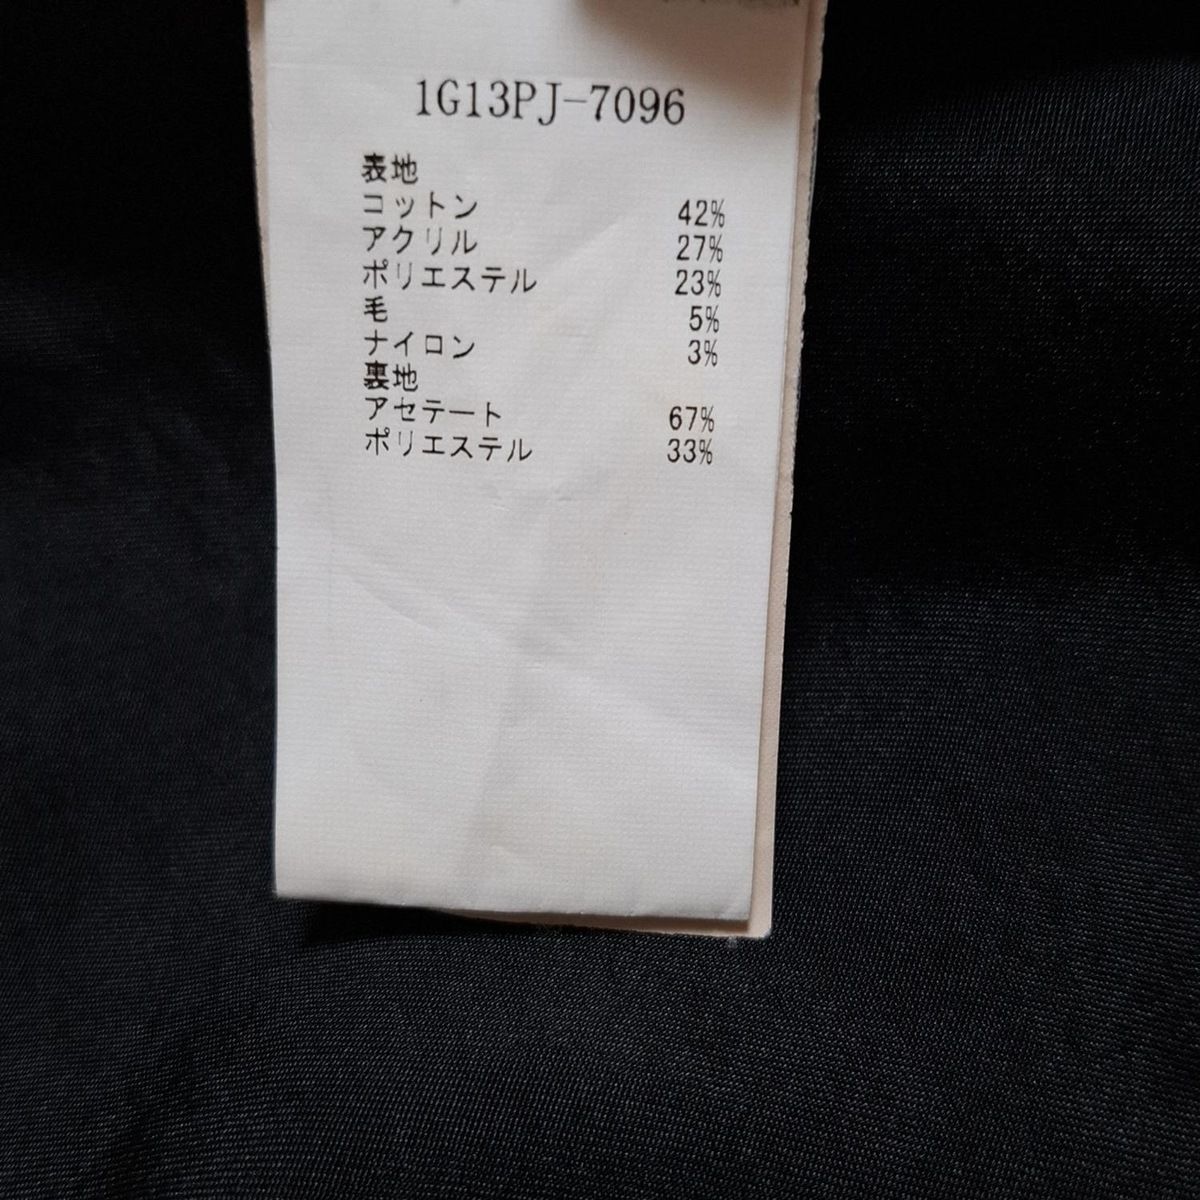 1G13PJ-7096
表地
コットン 42%
アクリル 27%
ポリエステル 23%
毛 5%
ナイロン 3%
裏地
アセテート 67%
ポリエステル 33%